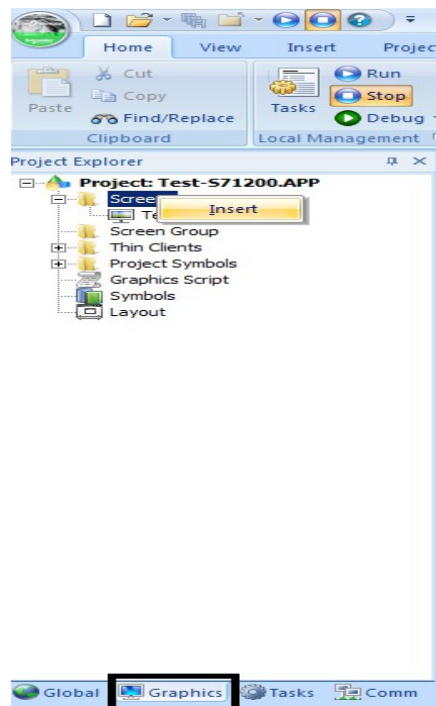 Home View Insert Projec
Cut
Copy
Paste
Find/Replace
Clipboard
Tasks
Run
Stop
Debug
Local Management
Project Explorer
Project: Test-S71200.APP
Screen
Insert
Te
Screen Group
Thin Clients
Project Symbols
Graphics Script
Symbols
Layout
Global Graphics Tasks Comm